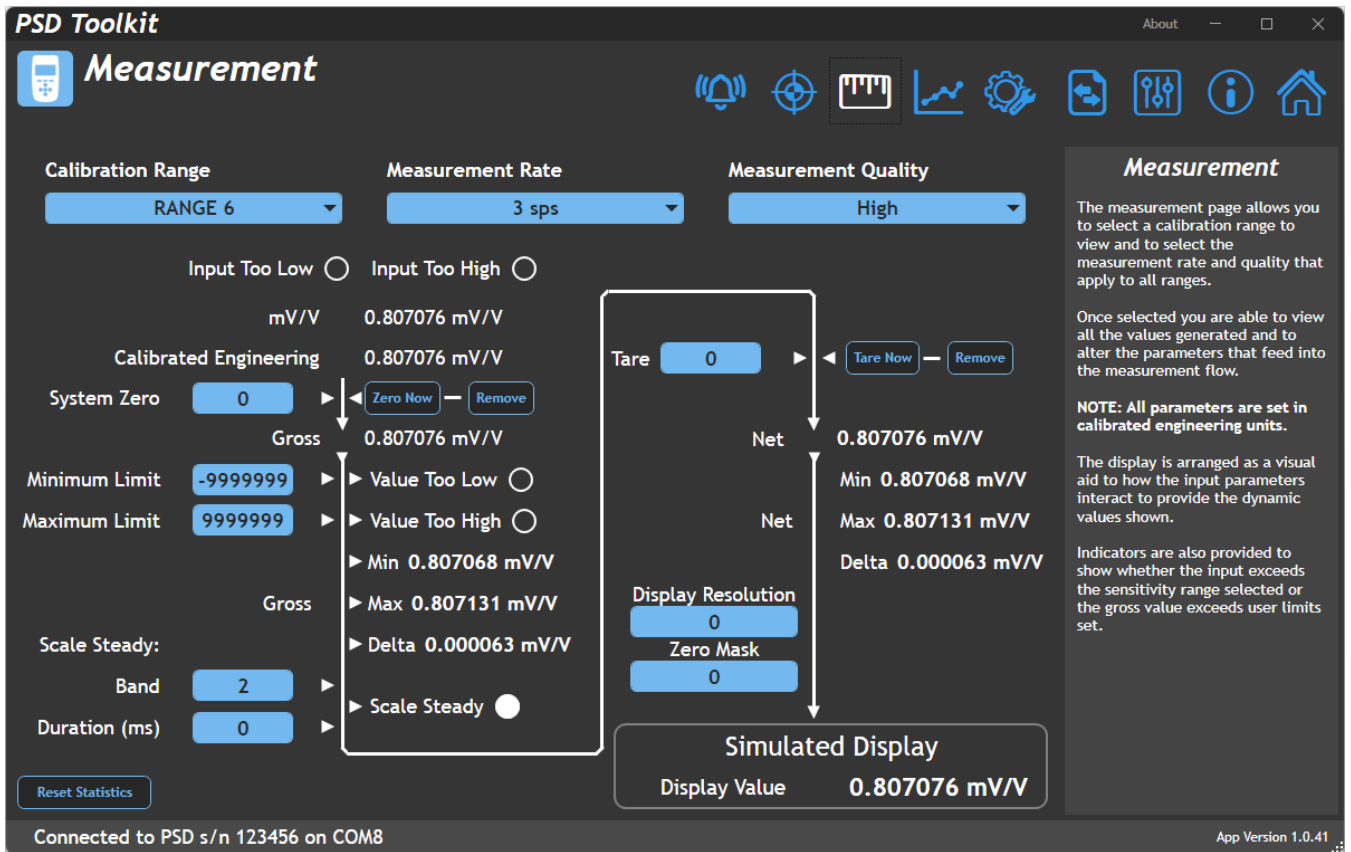 PSD Toolkit
About
Measurement
Calibration Range
Measurement Rate
Measurement Quality
RANGE 6
3 sps
High
Input Too Low
Input Too High
mV/V 0.807076 mV/V
Calibrated Engineering 0.807076 mV/V
System Zero 0 Zero Now Remove
Gross 0.807076 mV/V
Minimum Limit -9999999 Value Too Low
Maximum Limit 9999999 Value Too High
Min 0.807068 mV/V
Gross Max 0.807131 mV/V
Scale Steady: Delta 0.000063 mV/V
Band 2
Scale Steady
Duration (ms) 0
Reset Statistics
Tare 0 Tare Now Remove
Net 0.807076 mV/V
Min 0.807068 mV/V
Net Max 0.807131 mV/V
Delta 0.000063 mV/V
Display Resolution
0
Zero Mask
0
Simulated Display
Display Value 0.807076 mV/V
Measurement
The measurement page allows you
to select a calibration range to
view and to select the
measurement rate and quality that
apply to all ranges.
Once selected you are able to view
all the values generated and to
alter the parameters that feed into
the measurement flow.
NOTE: All parameters are set in
calibrated engineering units.
The display is arranged as a visual
aid to how the input parameters
interact to provide the dynamic
values shown.
Indicators are also provided to
show whether the input exceeds
the sensitivity range selected or
the gross value exceeds user limits
set.
Connected to PSD s/n 123456 on COM8
App Version 1.0.41